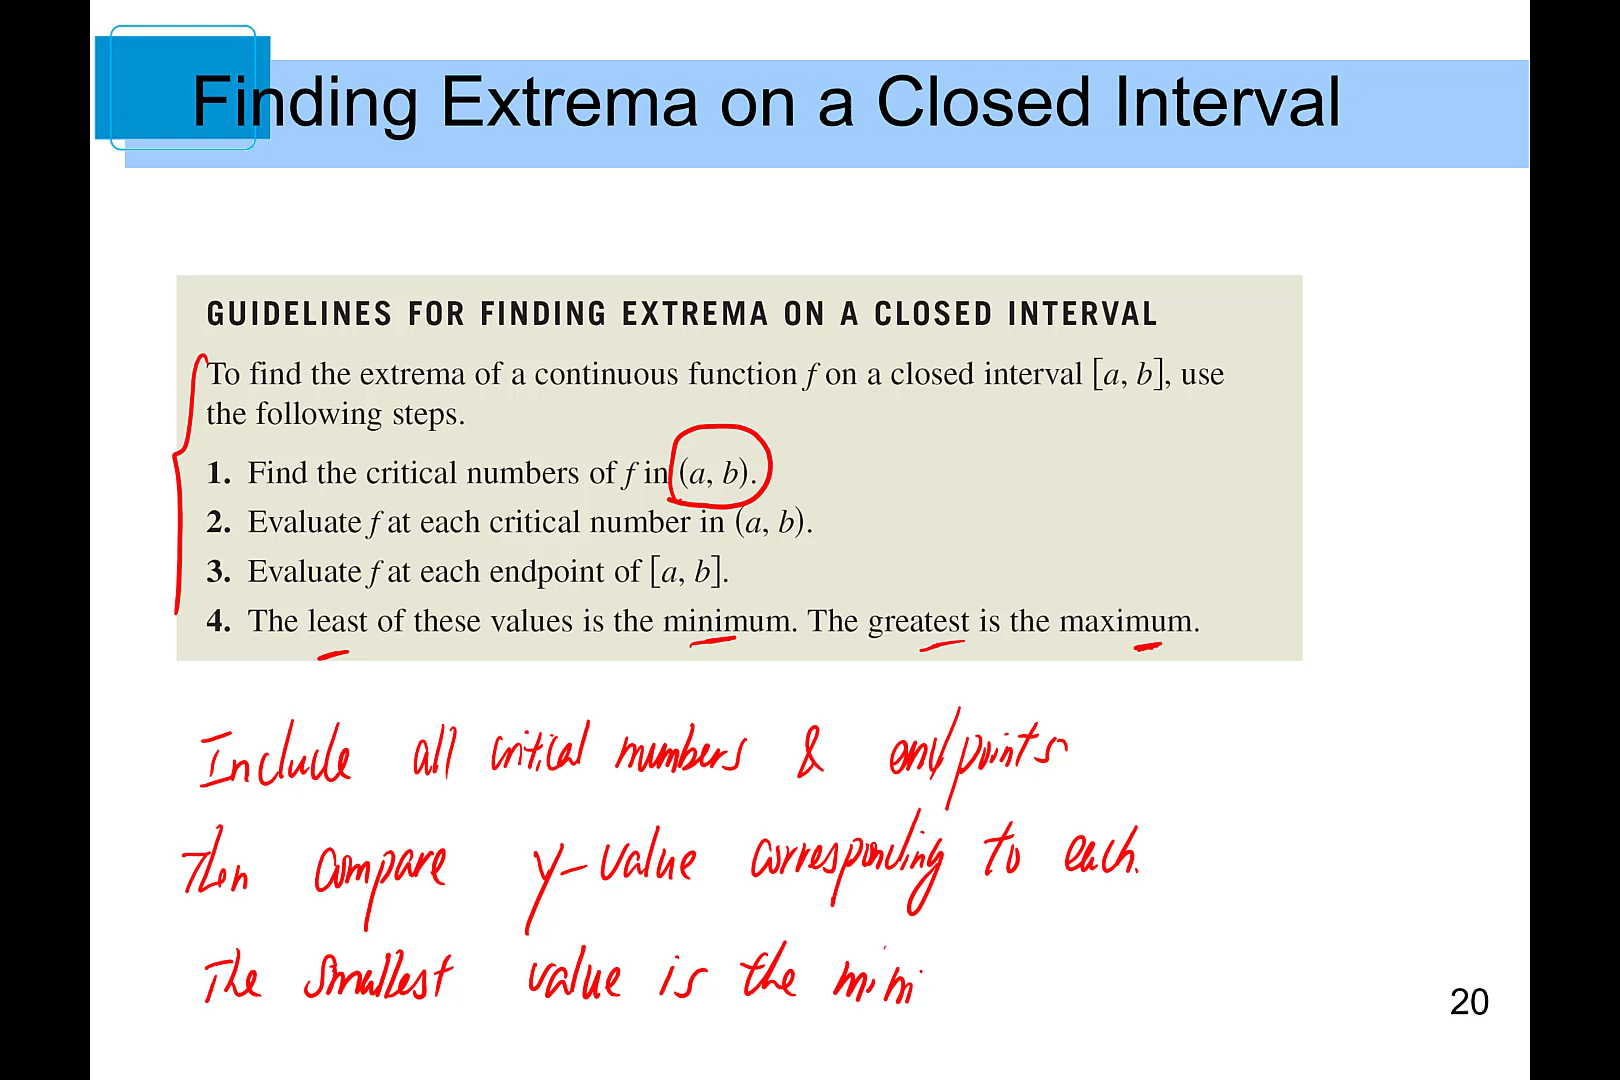 Finding Extrema on a Closed Interval
GUIDELINES FOR FINDING EXTREMA ON A CLOSED INTERVAL
To find the extrema of a continuous function f on a closed interval [a, b], use
the following steps.
1. Find the critical numbers of f in (a, b).
2. Evaluate f at each critical number in (a, b).
3. Evaluate f at each endpoint of [a, b].
4. The least of these values is the minimum. The greatest is the maximum.
Include all critical numbers & endpoints
Then compare y-value corresponding to each.
The smallest value is the mini
20